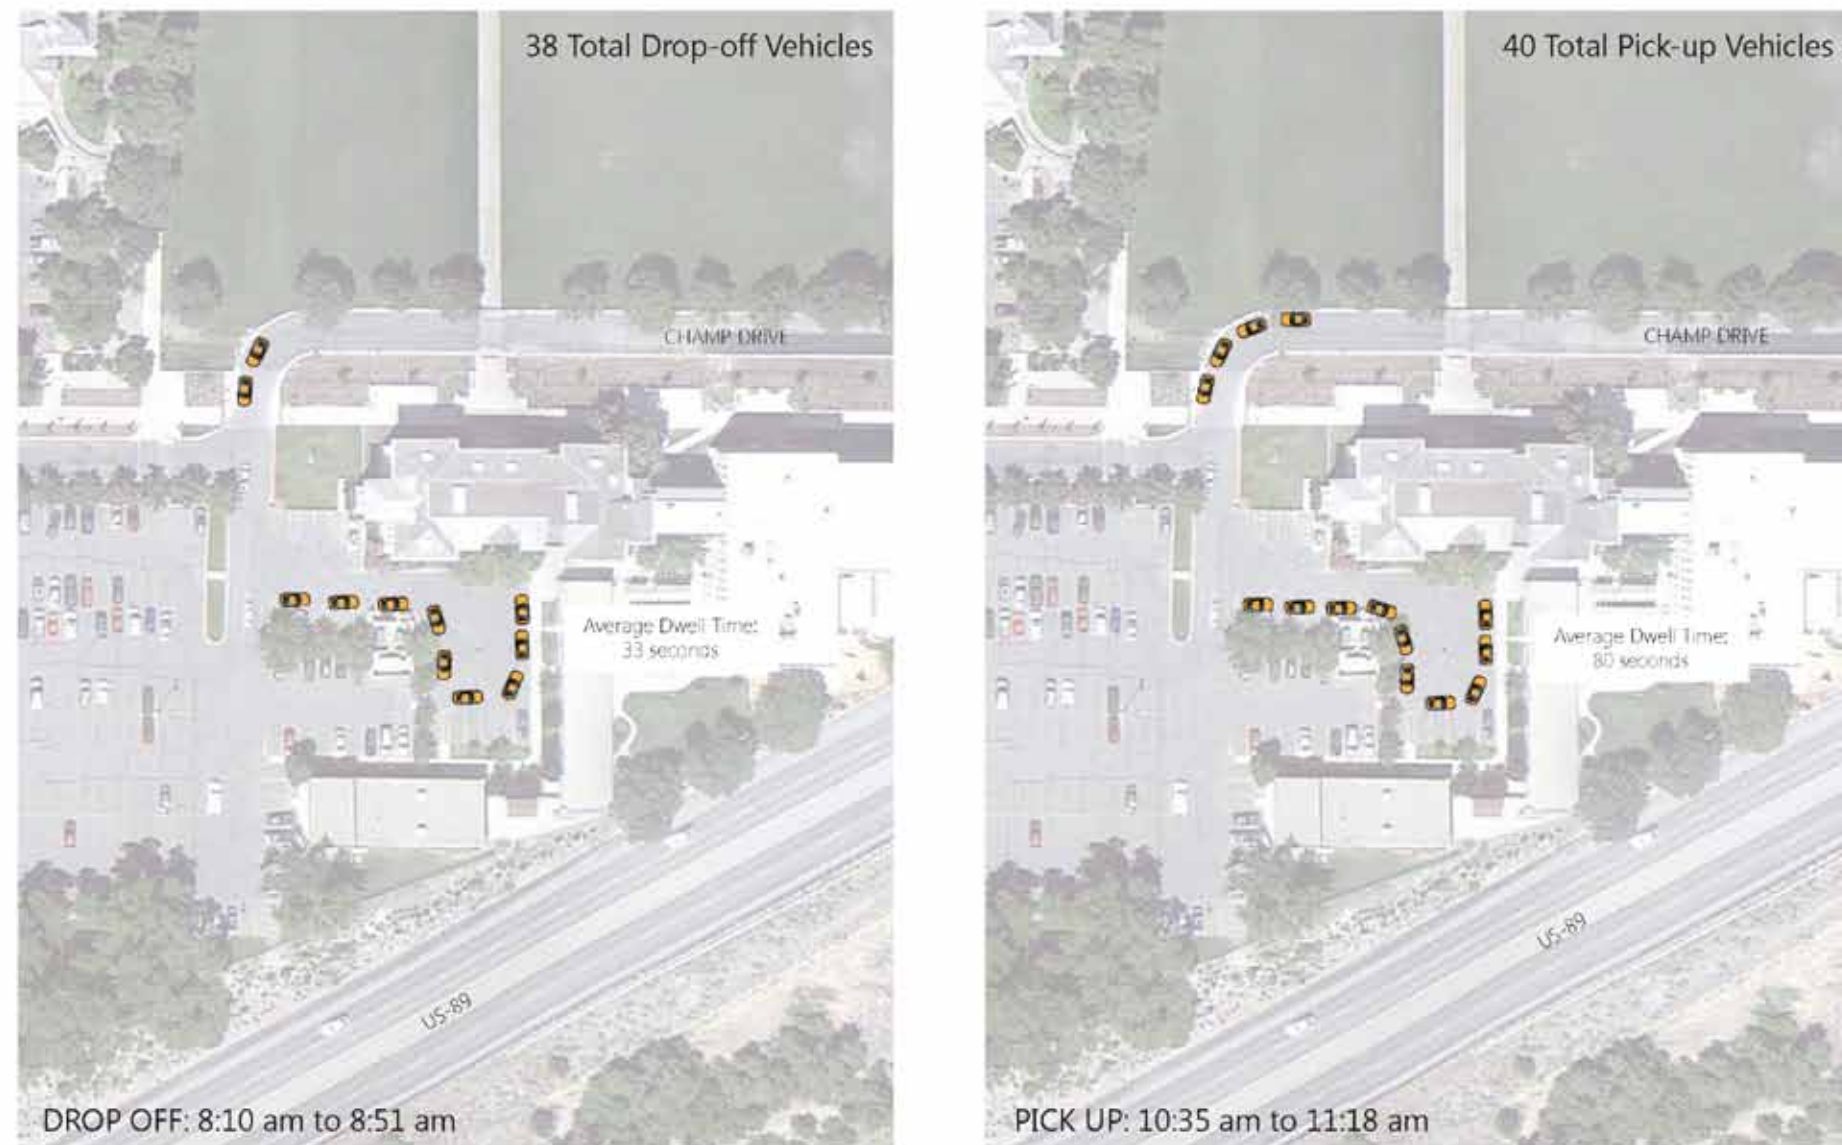 38 Total Drop-off Vehicles
CHAMP DRIVE
Average Dwell Time:
33 seconds
US-89
DROP OFF: 8:10 am to 8:51 am
40 Total Pick-up Vehicles
CHAMP DRIVE
Average Dwell Time:
80 seconds
US-89
PICK UP: 10:35 am to 11:18 am